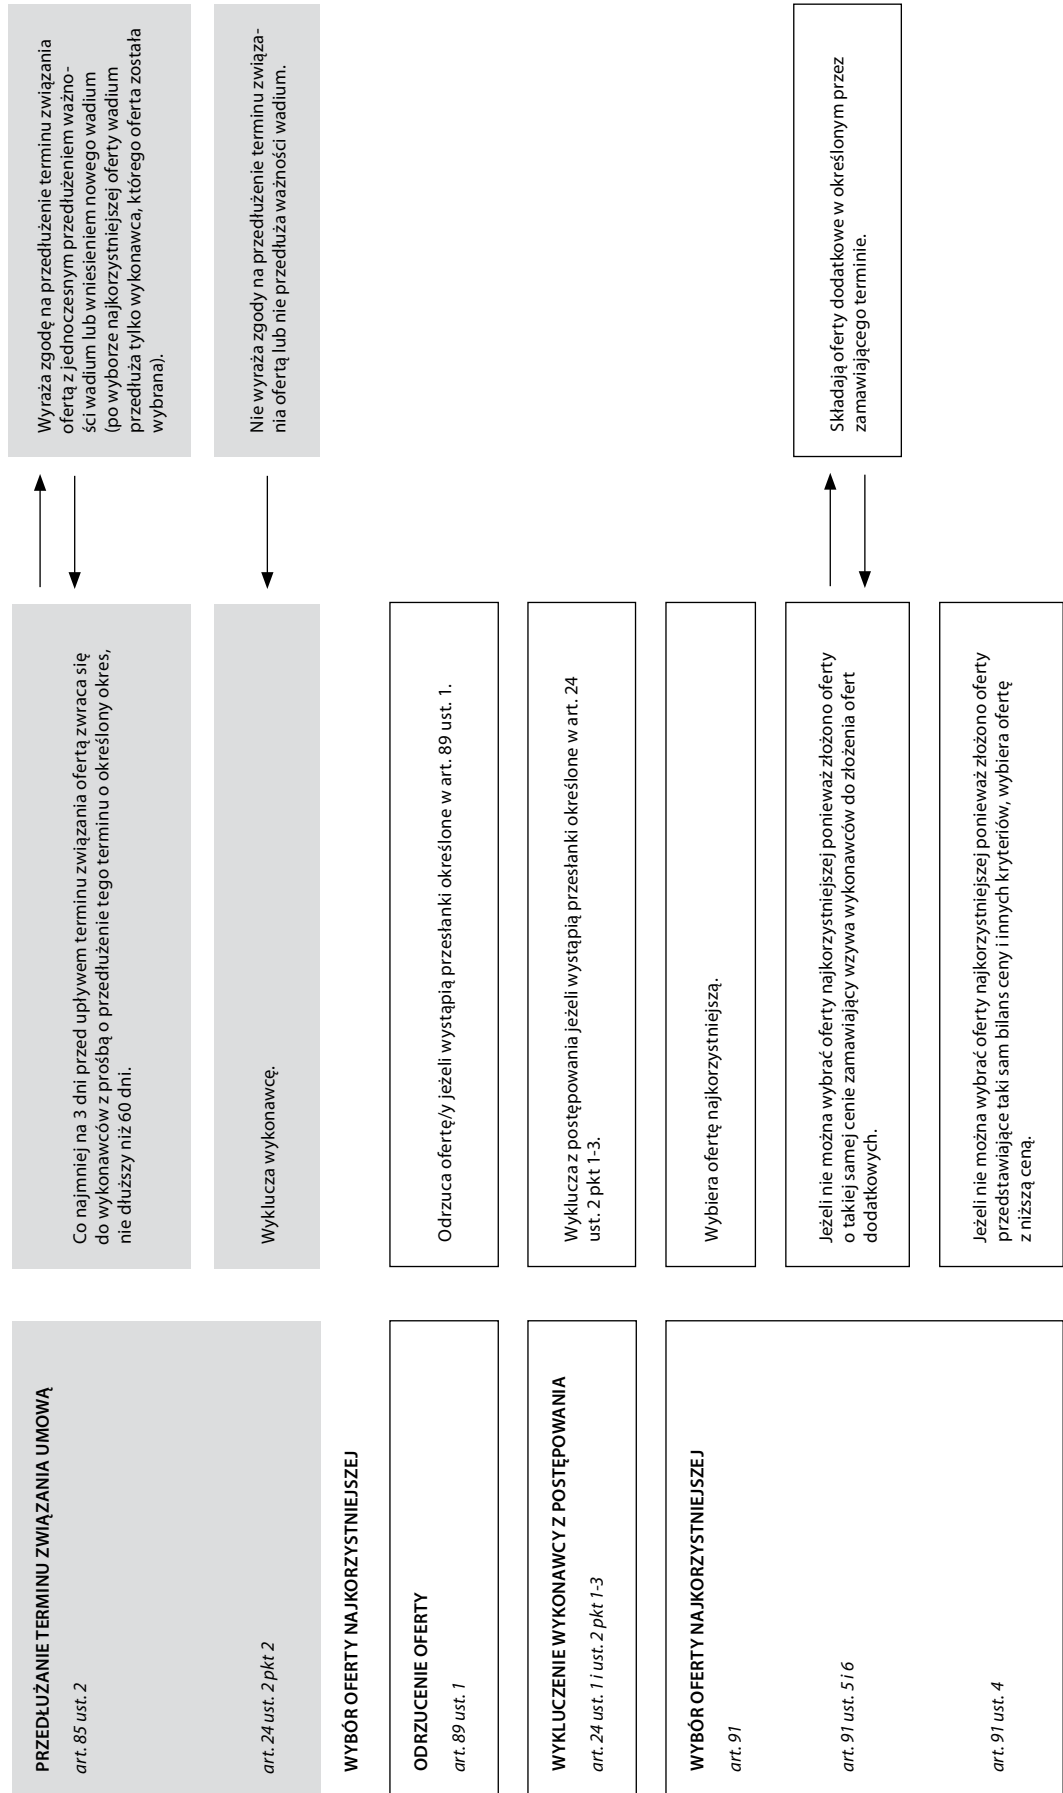 PRZEDŁUŻANIE TERMINU ZWIĄZANIA UMOWĄ
art. 85 ust. 2
Co najmniej na 3 dni przed upływem terminu związania ofertą zwraca się
do wykonawców z prośbą o przedłużenie tego terminu o określony okres,
nie dłuższy niż 60 dni.
Wyraża zgodę na przedłużenie terminu związania
ofertą z jednoczesnym przedłużeniem ważno-
ści wadium lub wniesieniem nowego wadium
(po wyborze najkorzystniejszej oferty wadium
przedłuża tylko wykonawca, którego oferta została
wybrana).
art. 24 ust. 2 pkt 2
Wyklucza wykonawcę.
Nie wyraża zgody na przedłużenie terminu związa-
nia ofertą lub nie przedłuża ważności wadium.
WYBÓR OFERTY NAJKORZYSTNIEJSZEJ
ODRZUCENIE OFERTY
art. 89 ust. 1
Odrzuca ofertę/y jeżeli wystąpią przesłanki określone w art. 89 ust. 1.
WYKLUCZENIE WYKONAWCY Z POSTĘPOWANIA
art. 24 ust. 1 i ust. 2 pkt 1-3
Wyklucza z postępowania jeżeli wystąpią przesłanki określone w art. 24
ust. 2 pkt 1-3.
WYBÓR OFERTY NAJKORZYSTNIEJSZEJ
art. 91
Wybiera ofertę najkorzystniejszą.
art. 91 ust. 5 i 6
Jeżeli nie można wybrać oferty najkorzystniejszej ponieważ złożono oferty
o takiej samej cenie zamawiający wzywa wykonawców do złożenia ofert
dodatkowych.
Składają oferty dodatkowe w określonym przez
zamawiającego terminie.
art. 91 ust. 4
Jeżeli nie można wybrać oferty najkorzystniejszej ponieważ złożono oferty
przedstawiające taki sam bilans ceny i innych kryteriów, wybiera ofertę
z niższą ceną.